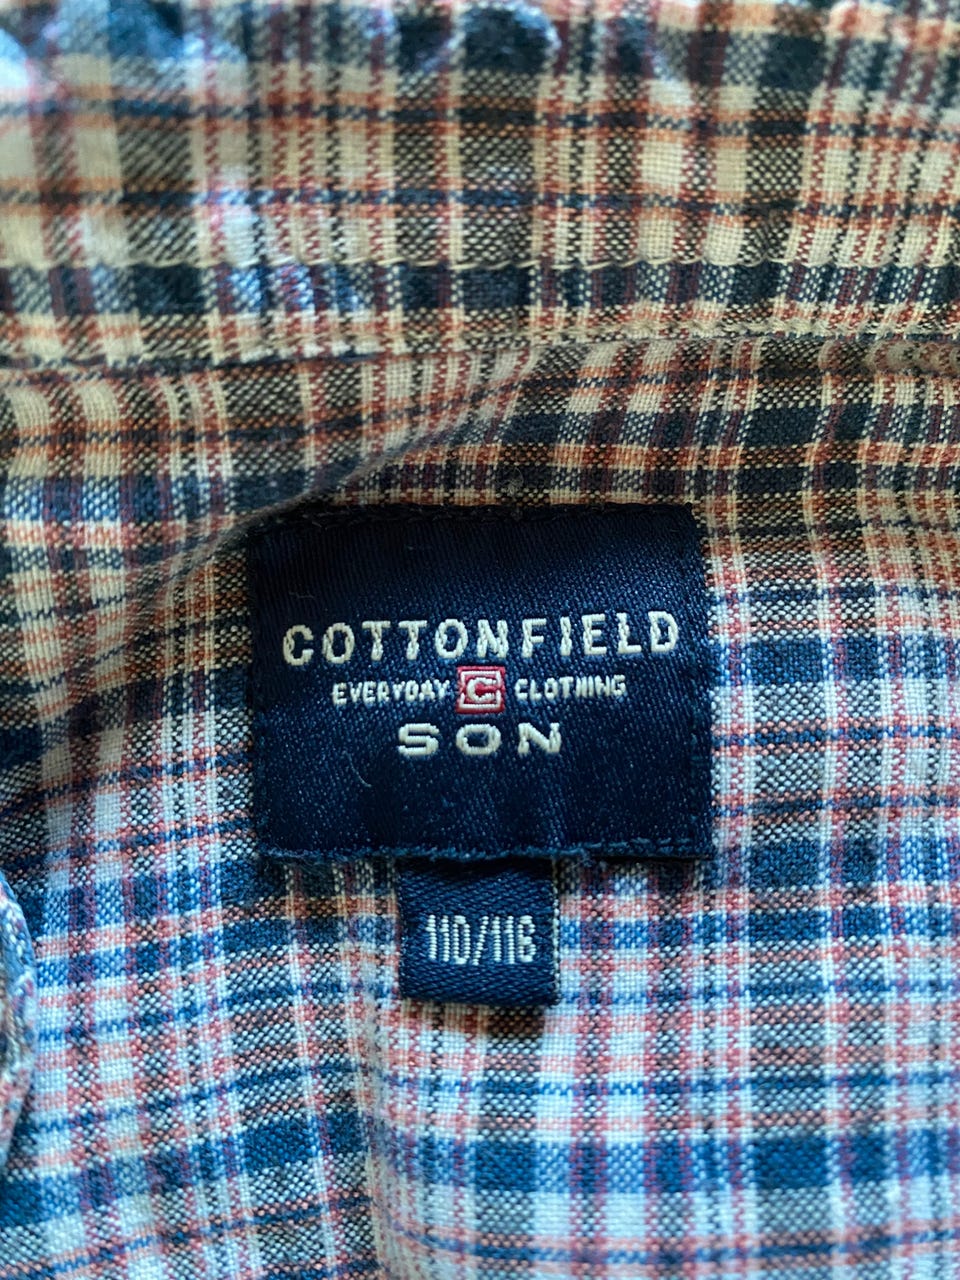 COTTONFIELD
EVERYDAY C CLOTHING
SON
110/116